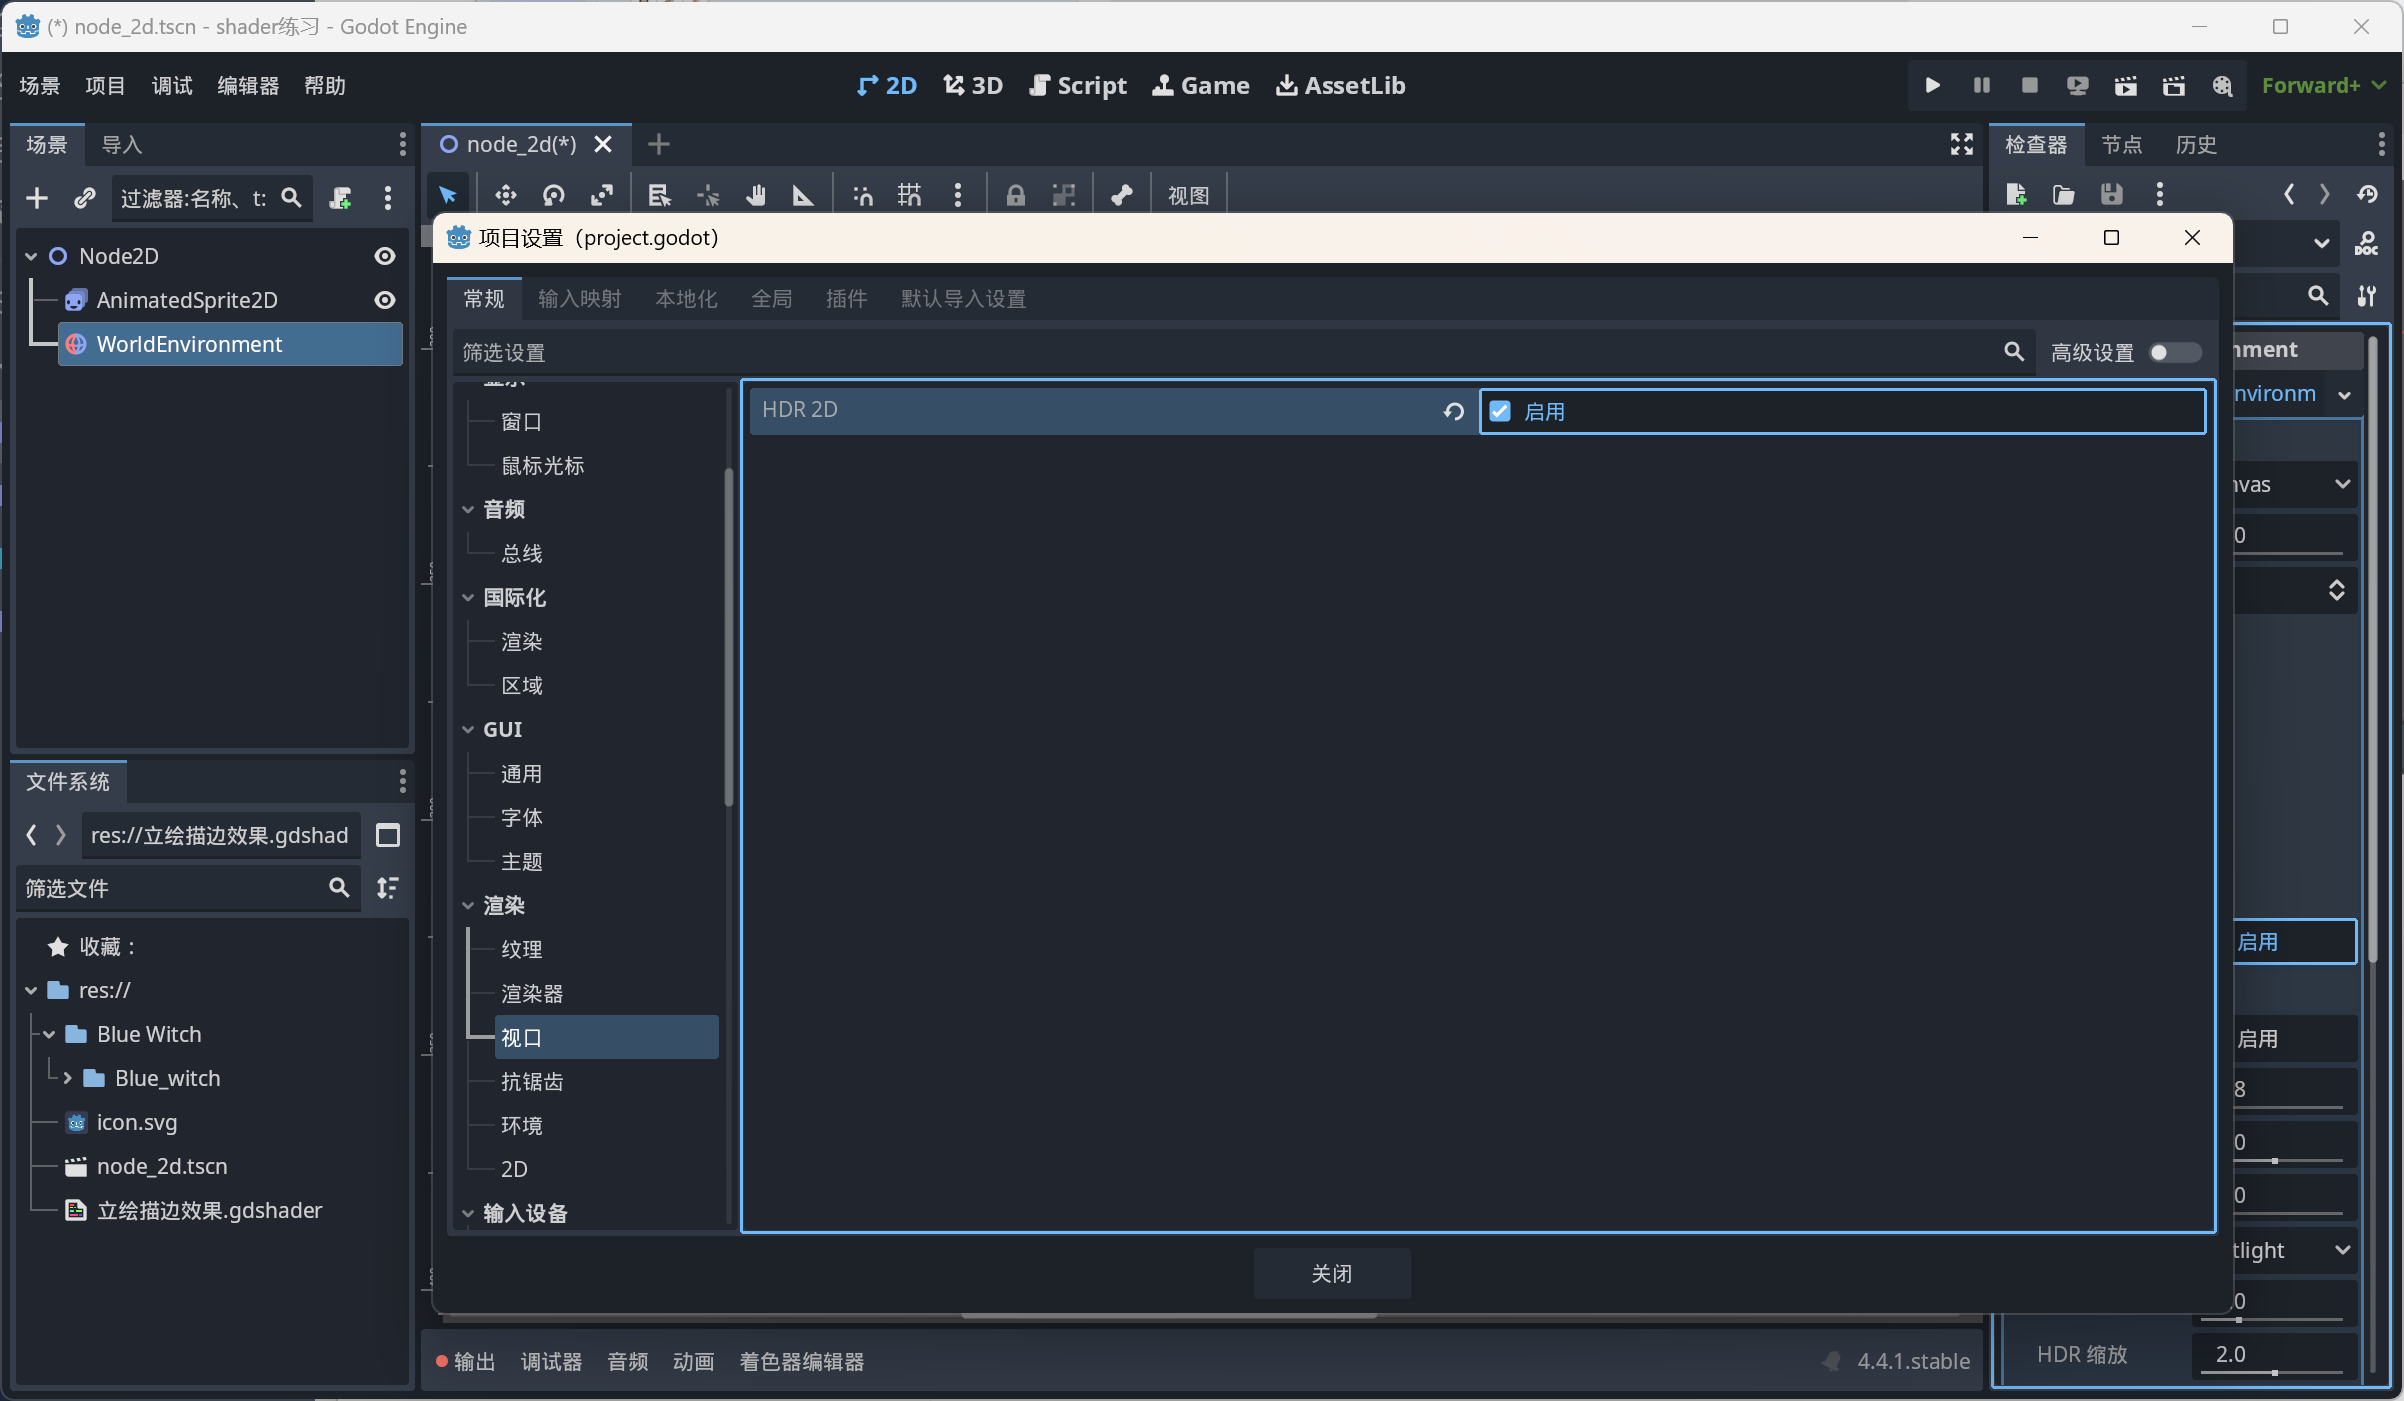 (*) node_2d.tscn - shader练习 - Godot Engine
场景 项目 调试 编辑器 帮助
2D 3D Script Game AssetLib
Forward+
场景 导入
node_2d(*)
检查器 节点 历史
过滤器:名称、t:
视图
Node2D
AnimatedSprite2D
WorldEnvironment
项目设置（project.godot）
常规 输入映射 本地化 全局 插件 默认导入设置
筛选设置
高级设置
窗口
鼠标光标
音频
总线
国际化
渲染
区域
GUI
通用
字体
主题
渲染
纹理
渲染器
视口
抗锯齿
环境
2D
输入设备
HDR 2D
启用
关闭
DOC
nment
nvironm
nvas
0
启用
启用
8
0
0
tlight
.0
HDR 缩放 2.0
文件系统
res://立绘描边效果.gdshad
筛选文件
收藏：
res://
Blue Witch
Blue_witch
icon.svg
node_2d.tscn
立绘描边效果.gdshader
输出 调试器 音频 动画 着色器编辑器
4.4.1.stable